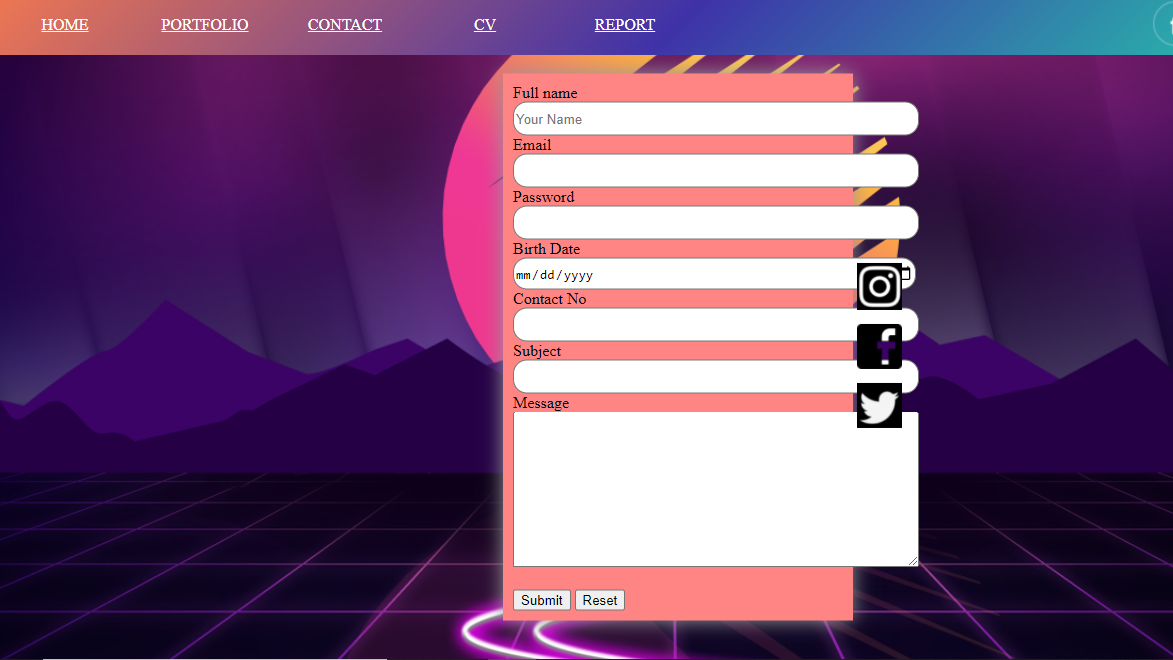 HOME PORTFOLIO CONTACT CV REPORT
Full name
Your Name
Email
Password
Birth Date
mm/dd/yyyy
Contact No
Subject
Message
Submit Reset